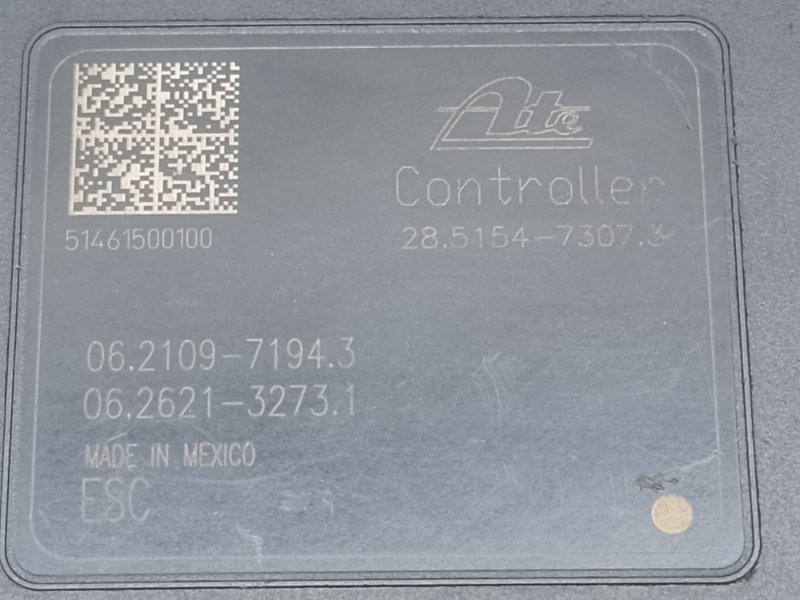 Ate
Controller
51461500100
28.5154-7307.3
06.2109-7194.3
06.2621-3273.1
MADE IN MEXICO
ESC